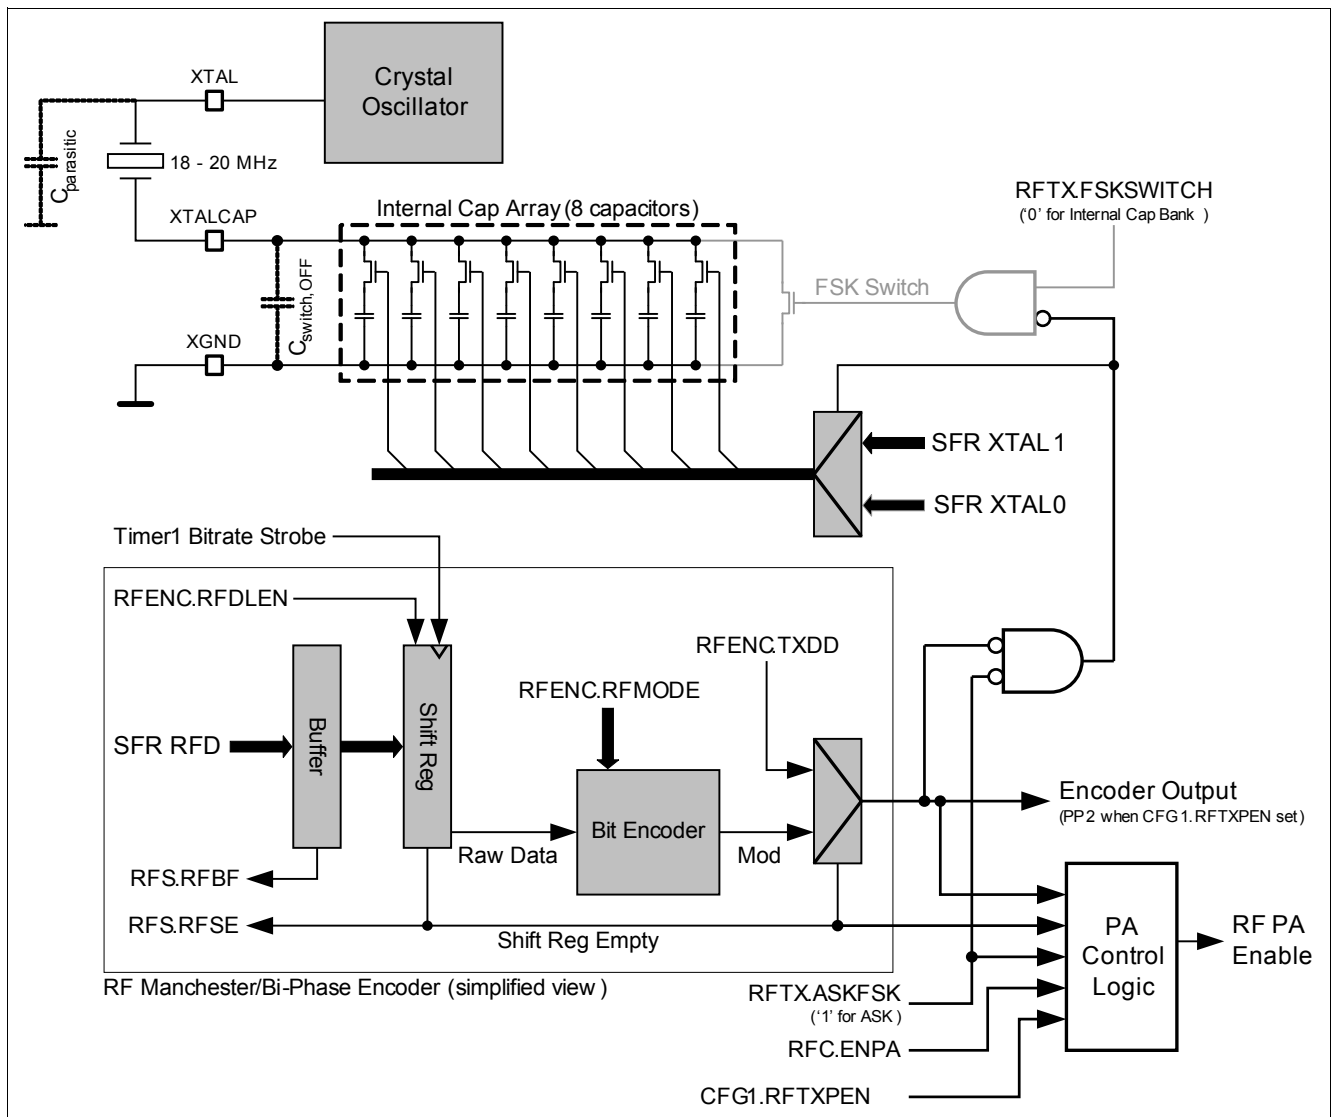 Crystal
Oscillator
XTAL
Cparasitic
18 - 20 MHz
XTALCAP
Internal Cap Array (8 capacitors)
RFTX.FSKSWITCH
('0' for Internal Cap Bank )
FSK Switch
Cswitch, OFF
XGND
SFR XTAL1
SFR XTAL0
Timer1 Bitrate Strobe
RFENC.RFDLEN
RFENC.TXDD
RFENC.RFMODE
SFR RFD
Buffer
Shift Reg
Bit Encoder
Raw Data
Mod
Encoder Output
(PP2 when CFG1.RFTXPEN set)
RFS.RFBF
RFS.RFSE
Shift Reg Empty
PA
Control
Logic
RF PA
Enable
RF Manchester/Bi-Phase Encoder (simplified view)
RFTX.ASKFSK
('1' for ASK )
RFC.ENPA
CFG1.RFTXPEN